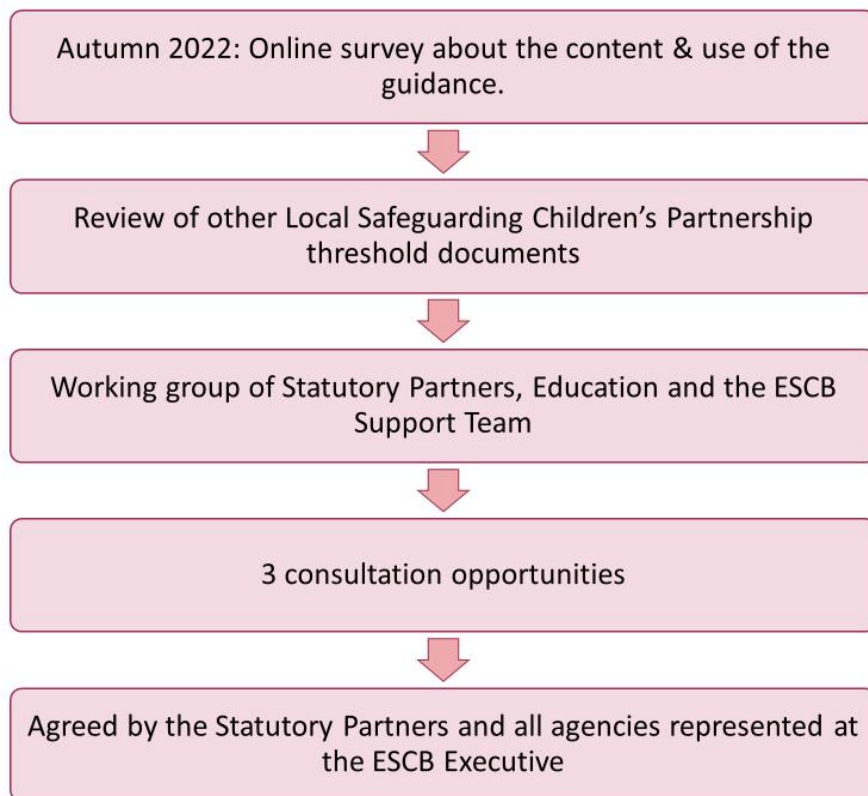 Autumn 2022: Online survey about the content & use of the
guidance.
Review of other Local Safeguarding Children’s Partnership
threshold documents
Working group of Statutory Partners, Education and the ESCB
Support Team
3 consultation opportunities
Agreed by the Statutory Partners and all agencies represented at
the ESCB Executive